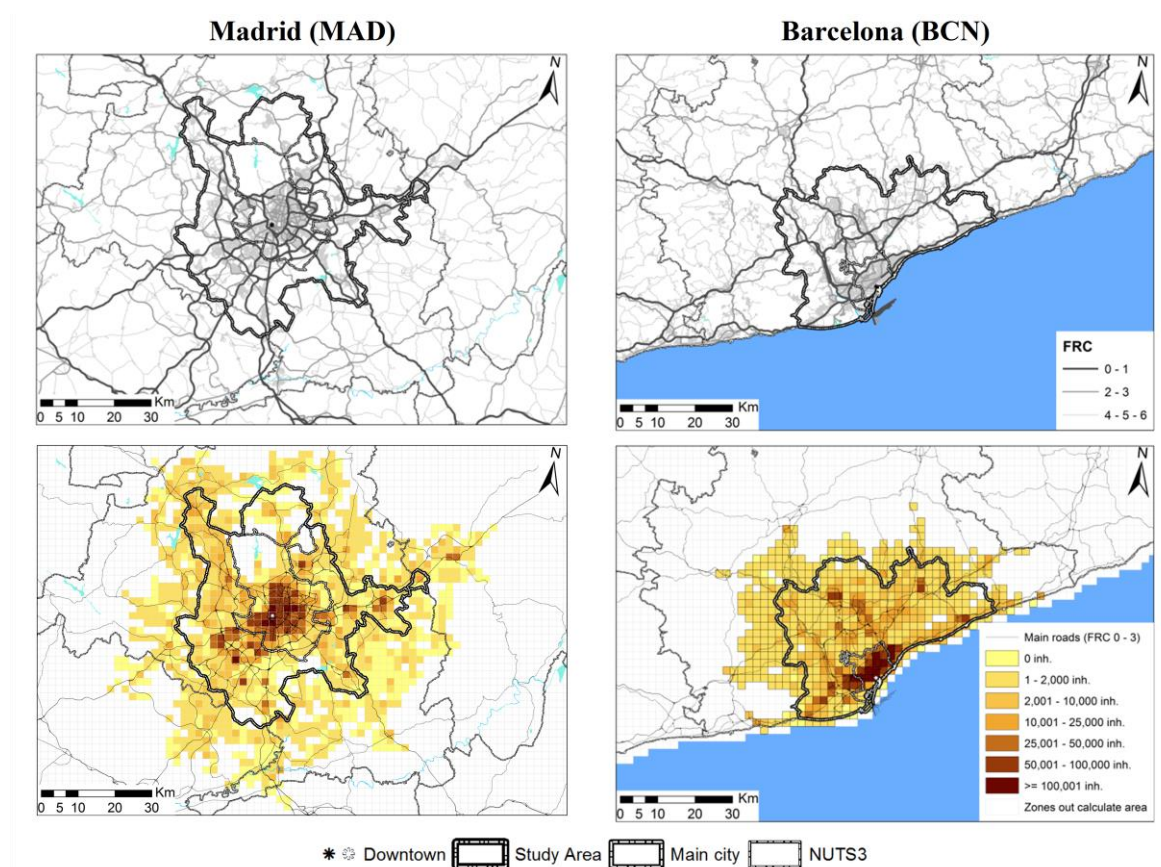 Madrid (MAD)
Barcelona (BCN)
N
Km
0 5 10 20 30
N
FRC
0 - 1
2 - 3
4 - 5 - 6
Km
0 5 10 20 30
N
Km
0 5 10 20 30
N
Main roads (FRC 0 - 3)
0 inh.
1 - 2,000 inh.
2,001 - 10,000 inh.
10,001 - 25,000 inh.
25,001 - 50,000 inh.
50,001 - 100,000 inh.
>= 100,001 inh.
Zones out calculate area
Km
0 5 10 20 30
Downtown Study Area Main city NUTS3